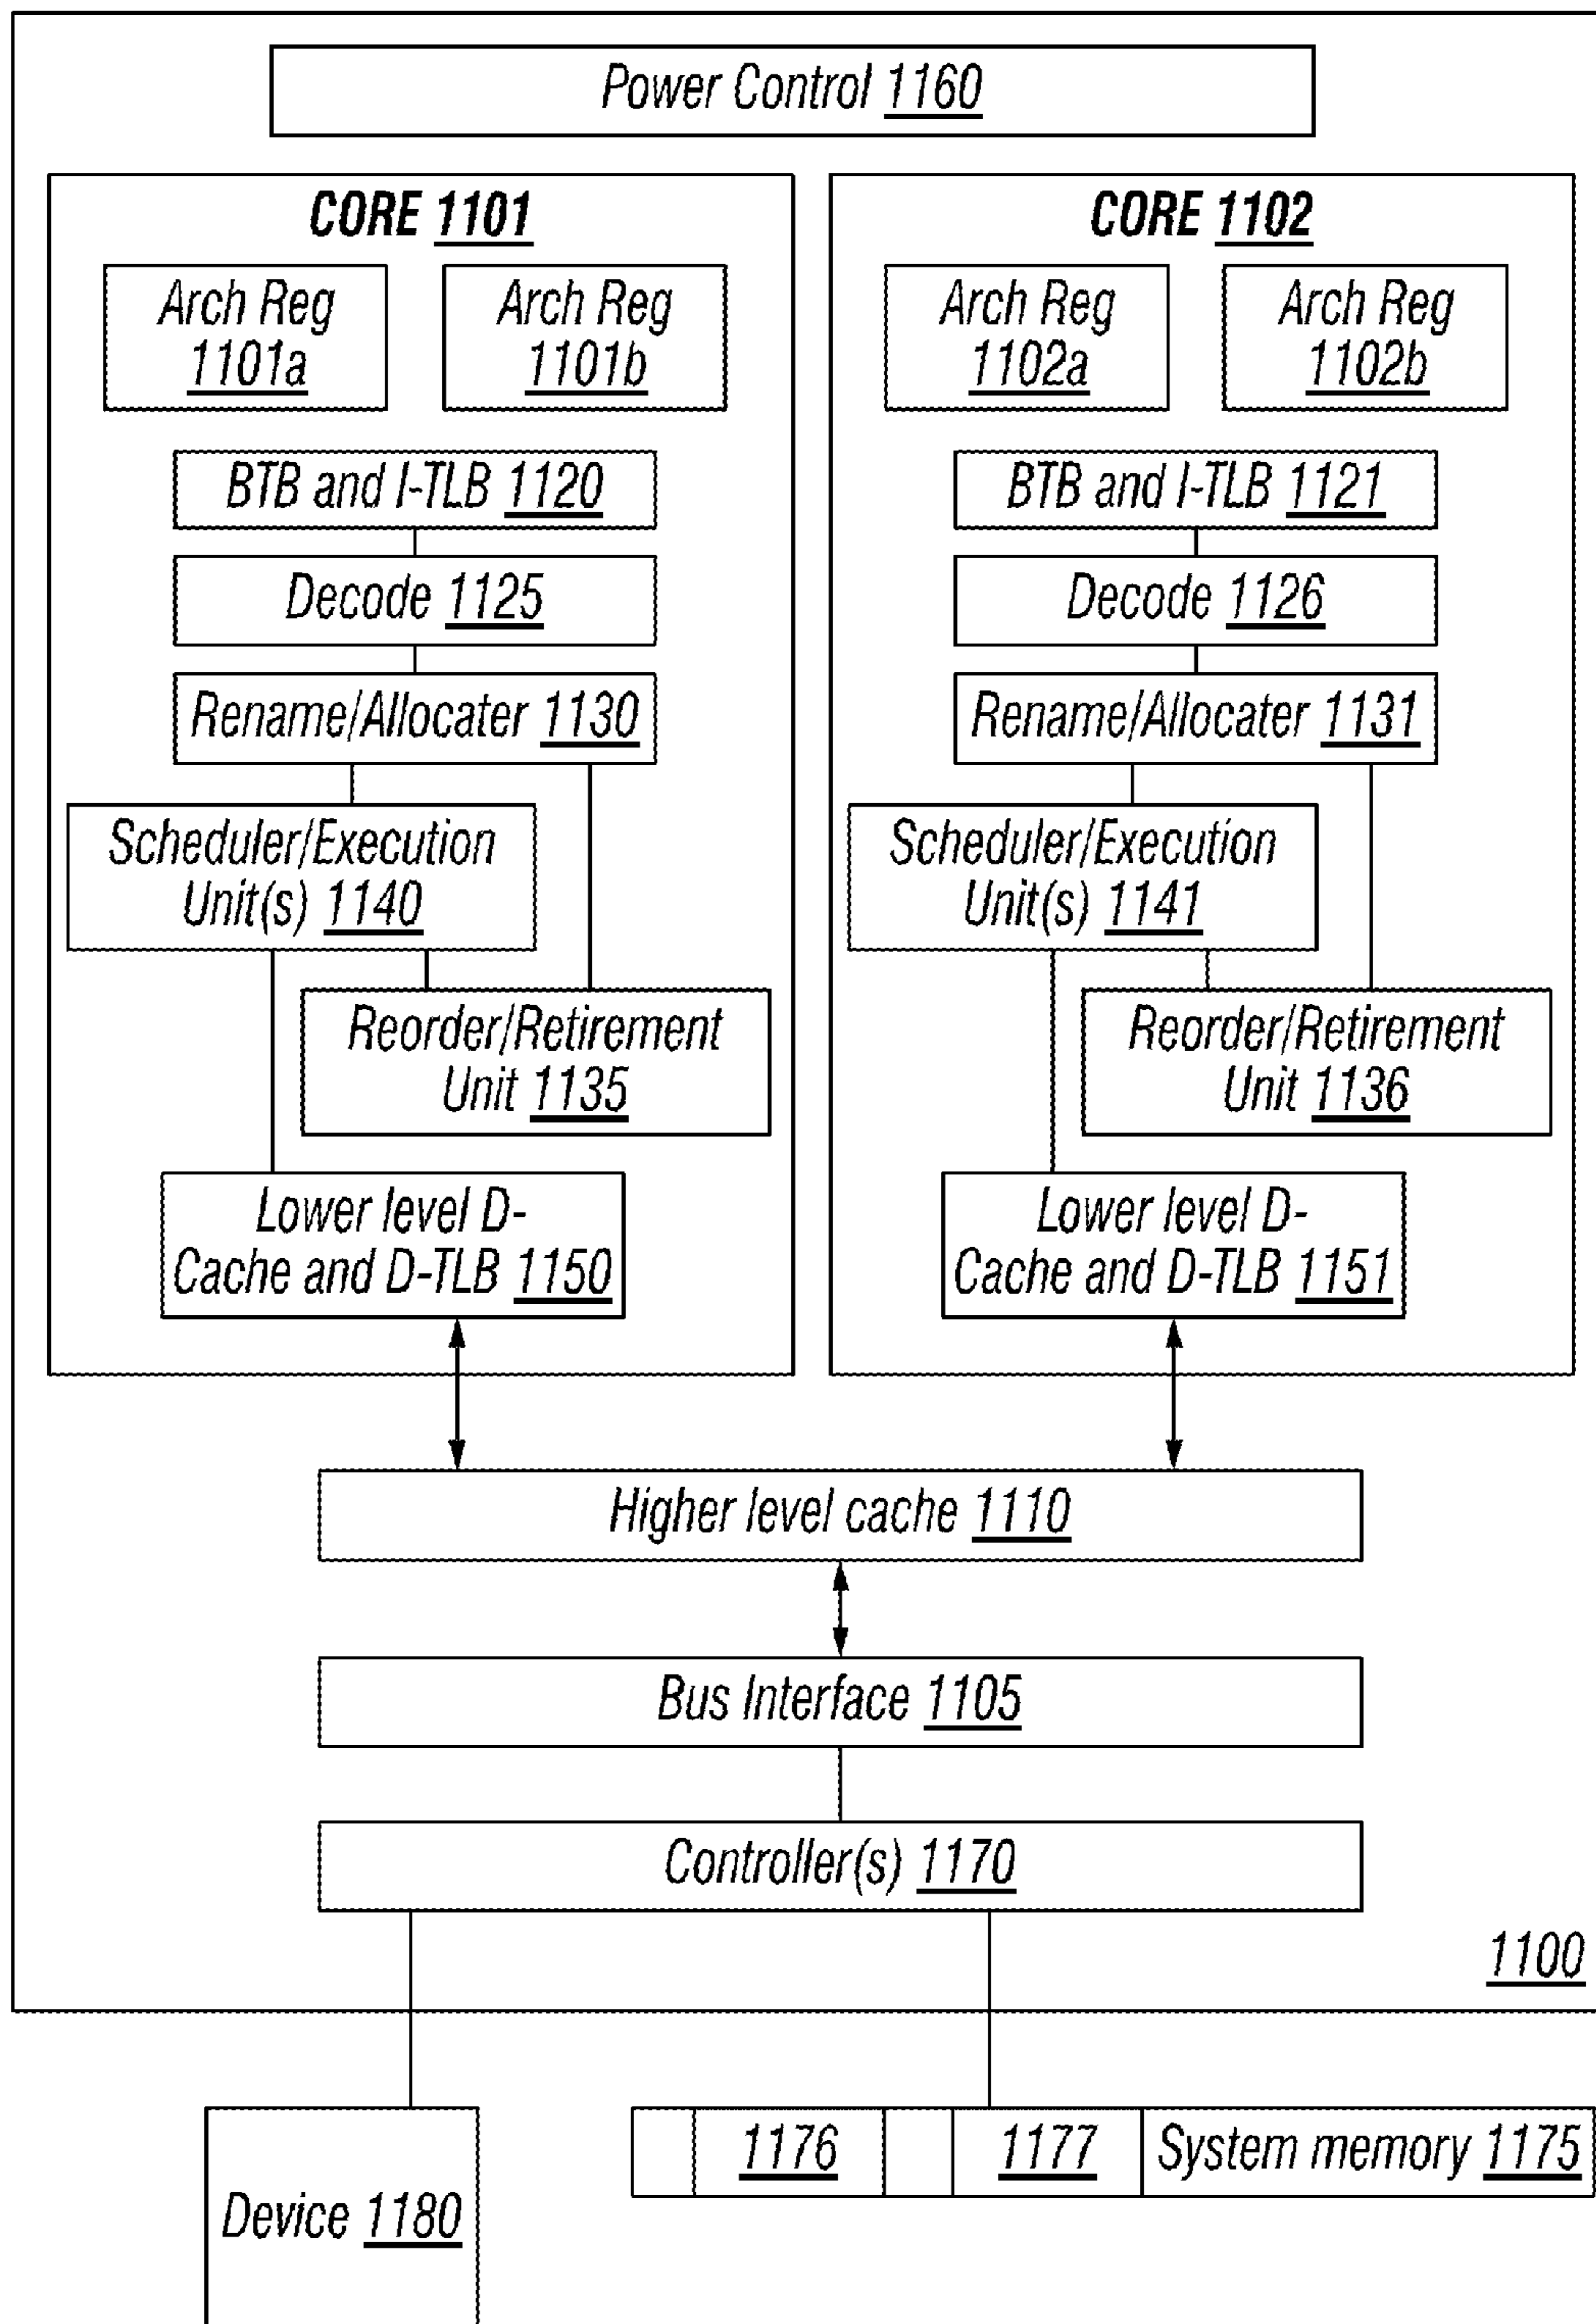 Power Control 1160
CORE 1101
Arch Reg
1101a
Arch Reg
1101b
BTB and I-TLB 1120
Decode 1125
Rename/Allocater 1130
Scheduler/Execution
Unit(s) 1140
Reorder/Retirement
Unit 1135
Lower level D-
Cache and D-TLB 1150
CORE 1102
Arch Reg
1102a
Arch Reg
1102b
BTB and I-TLB 1121
Decode 1126
Rename/Allocater 1131
Scheduler/Execution
Unit(s) 1141
Reorder/Retirement
Unit 1136
Lower level D-
Cache and D-TLB 1151
Higher level cache 1110
Bus Interface 1105
Controller(s) 1170
1100
Device 1180
1176
1177
System memory 1175